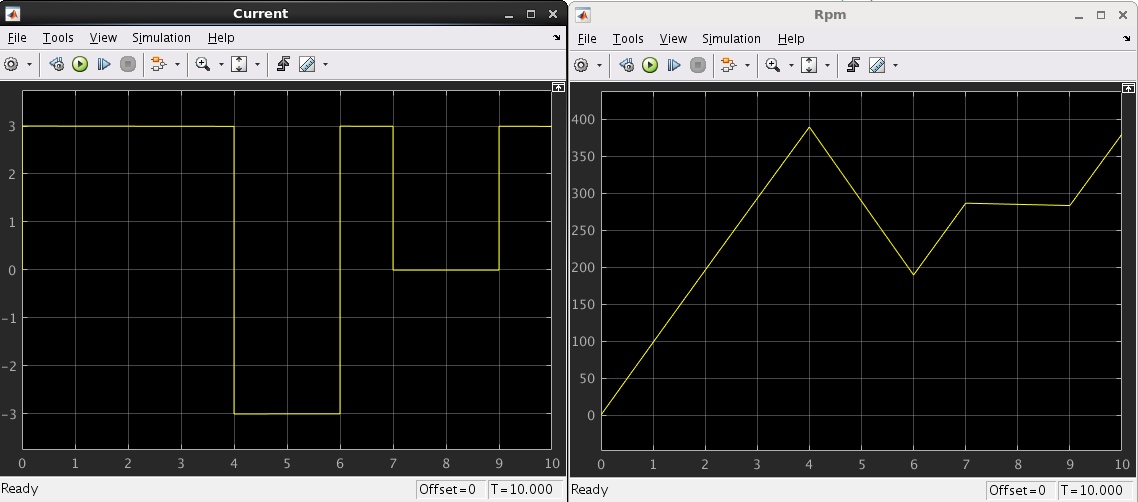 Current
File Tools View Simulation Help
3
2
1
0
-1
-2
-3
0 1 2 3 4 5 6 7 8 9 10
Ready Offset=0 T=10.000
Rpm
File Tools View Simulation Help
400
350
300
250
200
150
100
50
0
0 1 2 3 4 5 6 7 8 9 10
Ready Offset=0 T=10.000